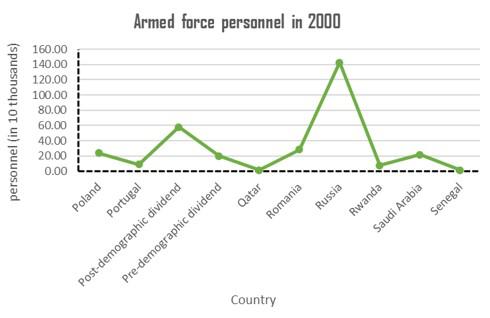 Armed force personnel in 2000
personnel (in 10 thousands)
160.00
140.00
120.00
100.00
80.00
60.00
40.00
20.00
0.00
Poland
Portugal
Post-demographic dividend
Pre-demographic dividend
Qatar
Romania
Russia
Rwanda
Saudi Arabia
Senegal
Country